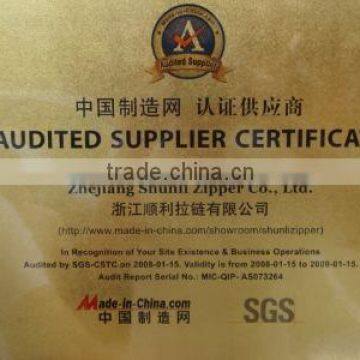 Made-in-China.com
A
Audited Supplier
中国制造网 认证供应商
AUDITED SUPPLIER CERTIFICA
trade.china.cn
Zhejiang Shunli Zipper Co., Ltd.
浙江顺利拉链有限公司
(http://www.made-in-china.com/showroom/shunlizipper)
In Recognition of Your Site Existence & Business Operations
Audited by SGS-CSTC on 2008-01-15. Validity is from 2008-01-15 to 2009-01-15.
Audit Report Serial No.: MIC-QIP- AS073264
Made-in-China.com
中国制造网
SGS